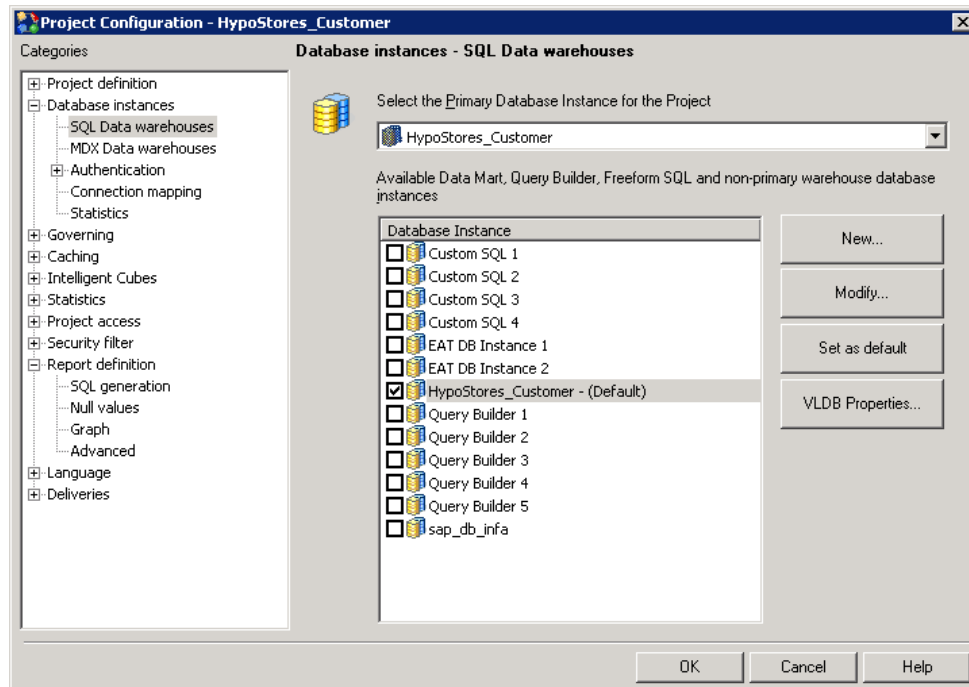 Project Configuration - HypoStores_Customer
Categories
Project definition
Database instances
SQL Data warehouses
MDX Data warehouses
Authentication
Connection mapping
Statistics
Governing
Caching
Intelligent Cubes
Statistics
Project access
Security filter
Report definition
SQL generation
Null values
Graph
Advanced
Language
Deliveries
Database instances - SQL Data warehouses
Select the Primary Database Instance for the Project
HypoStores_Customer
Available Data Mart, Query Builder, Freeform SQL and non-primary warehouse database
instances
Database Instance
Custom SQL 1
Custom SQL 2
Custom SQL 3
Custom SQL 4
EAT DB Instance 1
EAT DB Instance 2
HypoStores_Customer - (Default)
Query Builder 1
Query Builder 2
Query Builder 3
Query Builder 4
Query Builder 5
sap_db_infa
New...
Modify...
Set as default
VLDB Properties...
OK
Cancel
Help